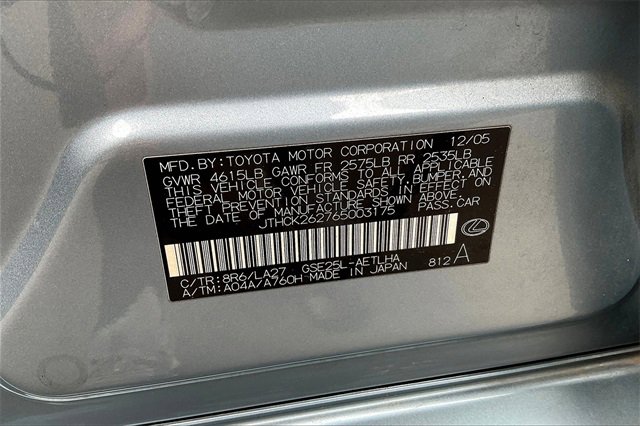 MFD.BY:TOYOTA MOTOR CORPORATION 12/05
GVWR 4615LB GAWR FR 2575LB RR 2535LB
THIS VEHICLE CONFORMS TO ALL APPLICABLE
FEDERAL MOTOR VEHICLE SAFETY, BUMPER, AND
THEFT PREVENTION STANDARDS IN EFFECT ON
THE DATE OF MANUFACTURE SHOWN ABOVE.
JTHCK262765003175 PASS.CAR
C/TR:8R6/LA27 GSE25L-AETLHA
A/TM:A04A/A760H MADE IN JAPAN 812 A